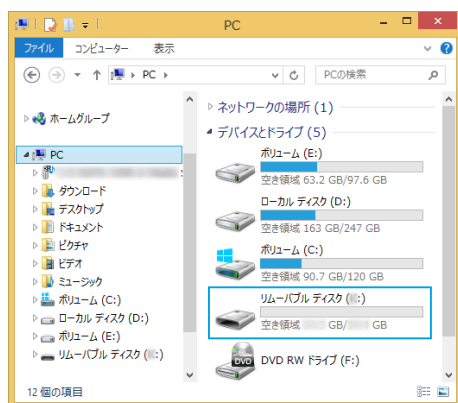 PC
ファイル コンピューター 表示
PC
PCの検索
ホームグループ
PC
ダウンロード
デスクトップ
ドキュメント
ピクチャ
ビデオ
ミュージック
ボリューム (C:)
ローカル ディスク (D:)
ボリューム (E:)
リムーバブル ディスク ( :)
ネットワークの場所 (1)
デバイスとドライブ (5)
ボリューム (E:)
空き領域 63.2 GB/97.6 GB
ローカル ディスク (D:)
空き領域 163 GB/247 GB
ボリューム (C:)
空き領域 90.7 GB/120 GB
リムーバブル ディスク ( :)
空き領域 GB/ GB
DVD
DVD RW ドライブ (F:)
12 個の項目